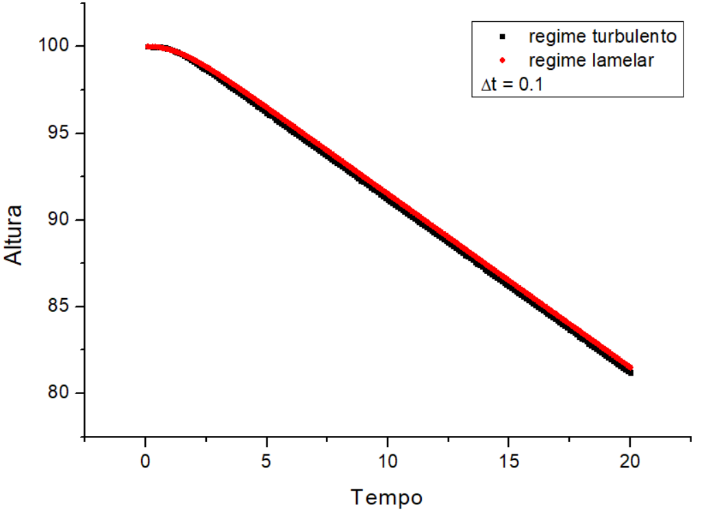 100
95
90
85
80
Altura
regime turbulento
regime lamelar
Δt = 0.1
0
5
10
15
20
Tempo